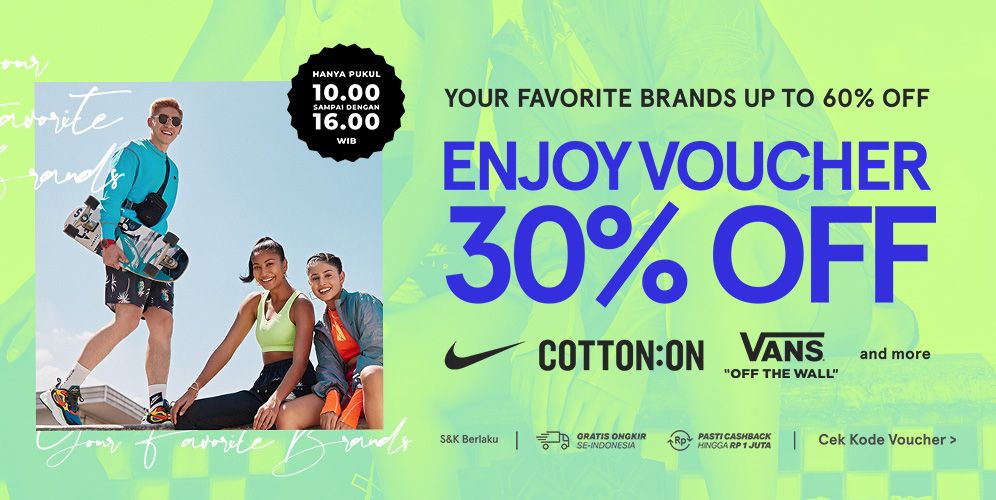 Your
Favorite
Brands
HANYA PUKUL
10.00
SAMPAI DENGAN
16.00
WIB
Your Favorite Brands
YOUR FAVORITE BRANDS UP TO 60% OFF
ENJOY VOUCHER
30% OFF
COTTON:ON
VANS
"OFF THE WALL"
and more
S&K Berlaku
GRATIS ONGKIR
SE-INDONESIA
Rp
PASTI CASHBACK
HINGGA RP 1 JUTA
Cek Kode Voucher >